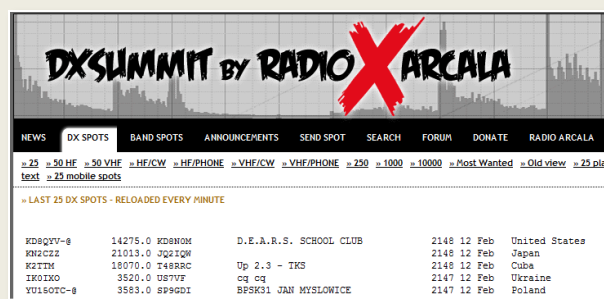 DXSUMMIT BY RADIO X ARCALA
NEWS DX SPOTS BAND SPOTS ANNOUNCEMENTS SEND SPOT SEARCH FORUM DONATE RADIO ARCALA
» 25 » 50 HF » 50 VHF » HF/CW » HF/PHONE » VHF/CW » VHF/PHONE » 250 » 1000 » 10000 » Most Wanted » Old view » 25 pla
text » 25 mobile spots
» LAST 25 DX SPOTS - RELOADED EVERY MINUTE
KD8QYV-@ 14275.0 KD8NOM D.E.A.R.S. SCHOOL CLUB 2148 12 Feb United States
KN2CZZ 21013.0 JQ2IQW 2148 12 Feb Japan
K2TTM 18070.0 T48RRC Up 2.3 - TKS 2148 12 Feb Cuba
IK0IXO 3520.0 US7VF cq cq 2147 12 Feb Ukraine
YU15OTC-@ 3583.0 SP9GDI BPSK31 JAN MYSLOWICE 2147 12 Feb Poland